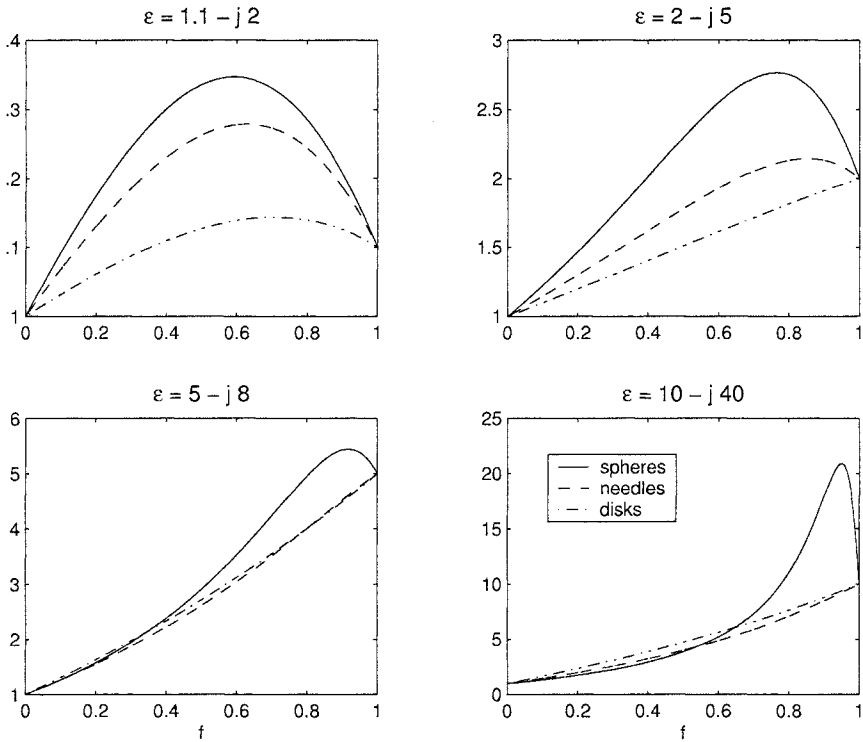 ε = 1.1 – j 2
.4
.3
.2
.1
1
0 0.2 0.4 0.6 0.8 1
ε = 2 – j 5
3
2.5
2
1.5
1
0 0.2 0.4 0.6 0.8 1
ε = 5 – j 8
6
5
4
3
2
1
0 0.2 0.4 0.6 0.8 1
f
ε = 10 – j 40
25
20
15
10
5
0
spheres
needles
disks
0 0.2 0.4 0.6 0.8 1
f